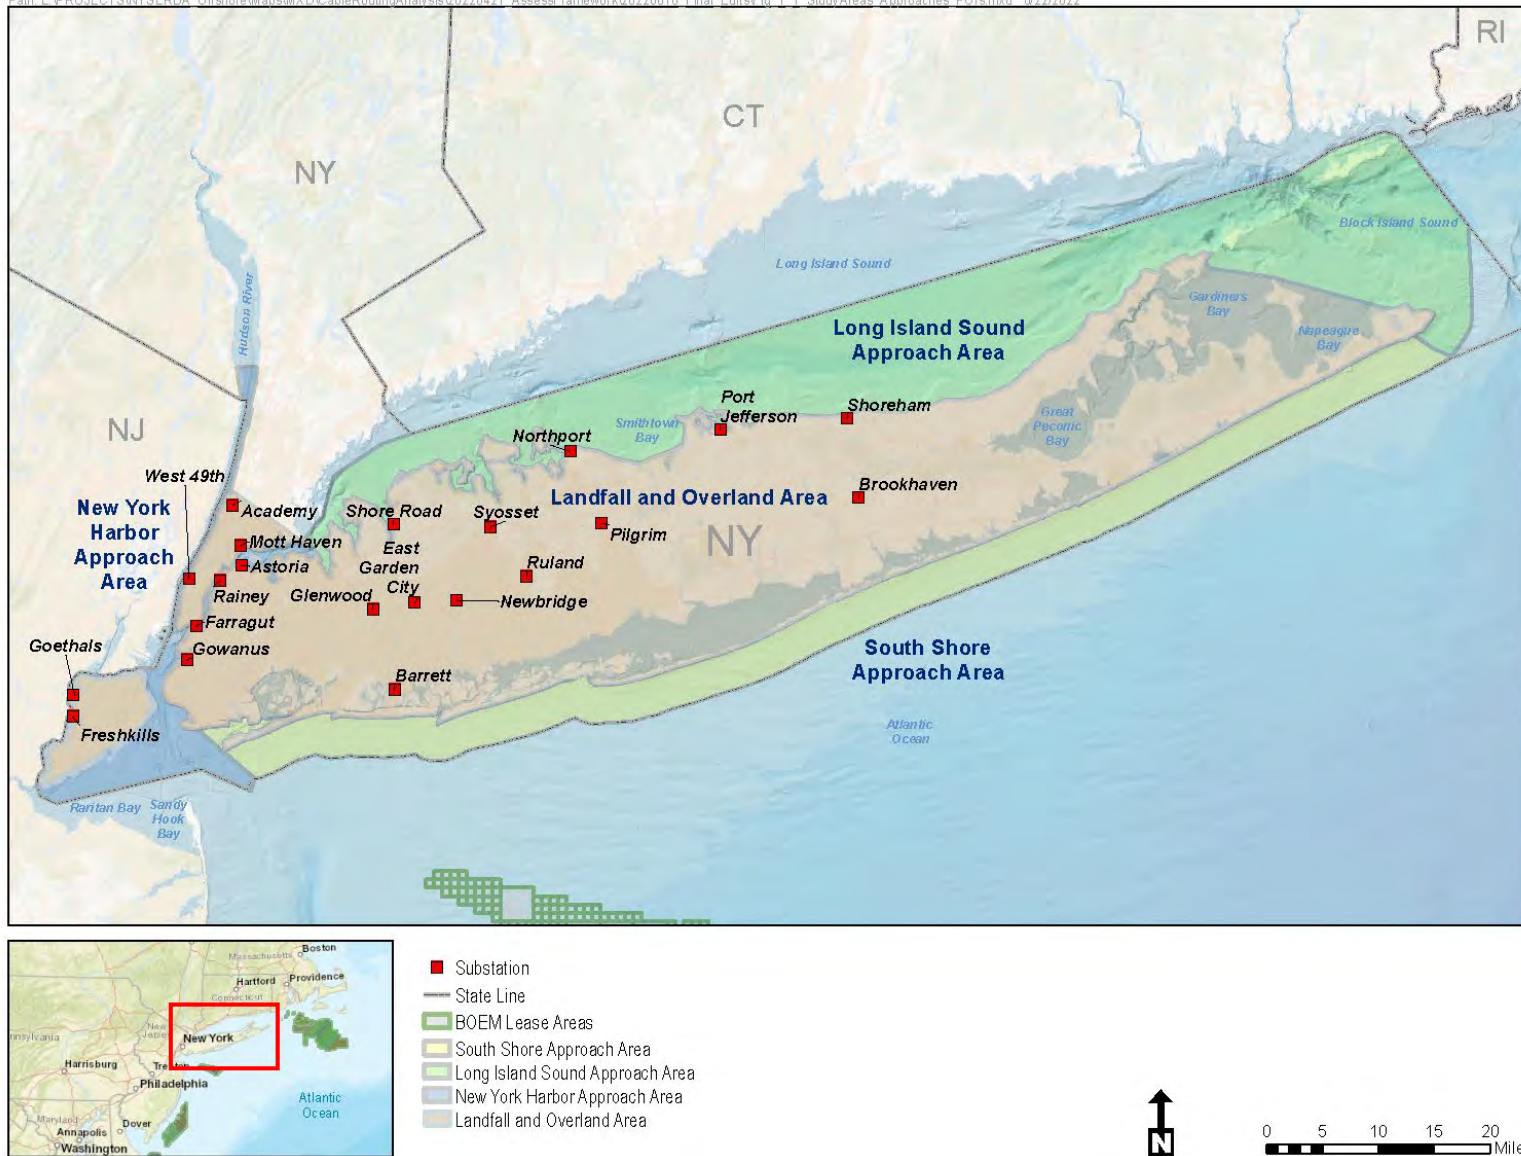 RI
CT
NY
Hudson River
Block Island Sound
Long Island Sound
Gardiners
Bay
Napeague
Bay
Long Island Sound
Approach Area
NJ
Port
Jefferson
Shoreham
Smithtown
Bay
Great
Peconic
Bay
Northport
West 49th
Brookhaven
Landfall and Overland Area
New York
Harbor
Approach
Area
Academy
Shore Road
Syosset
Pilgrim
NY
Mott Haven
Astoria
East
Garden
City
Ruland
Rainey
Glenwood
Newbridge
Farragut
Goethals
Gowanus
South Shore
Approach Area
Barrett
Freshkills
Atlantic
Ocean
Raritan Bay
Sandy
Hook
Bay
Boston
Massachusetts
Hartford
Providence
Connecticut
New York
Harrisburg
Trenton
Philadelphia
Atlantic
Ocean
Maryland
Dover
Annapolis
Washington
Substation
State Line
BOEM Lease Areas
South Shore Approach Area
Long Island Sound Approach Area
New York Harbor Approach Area
Landfall and Overland Area
N
0 5 10 15 20
Mile